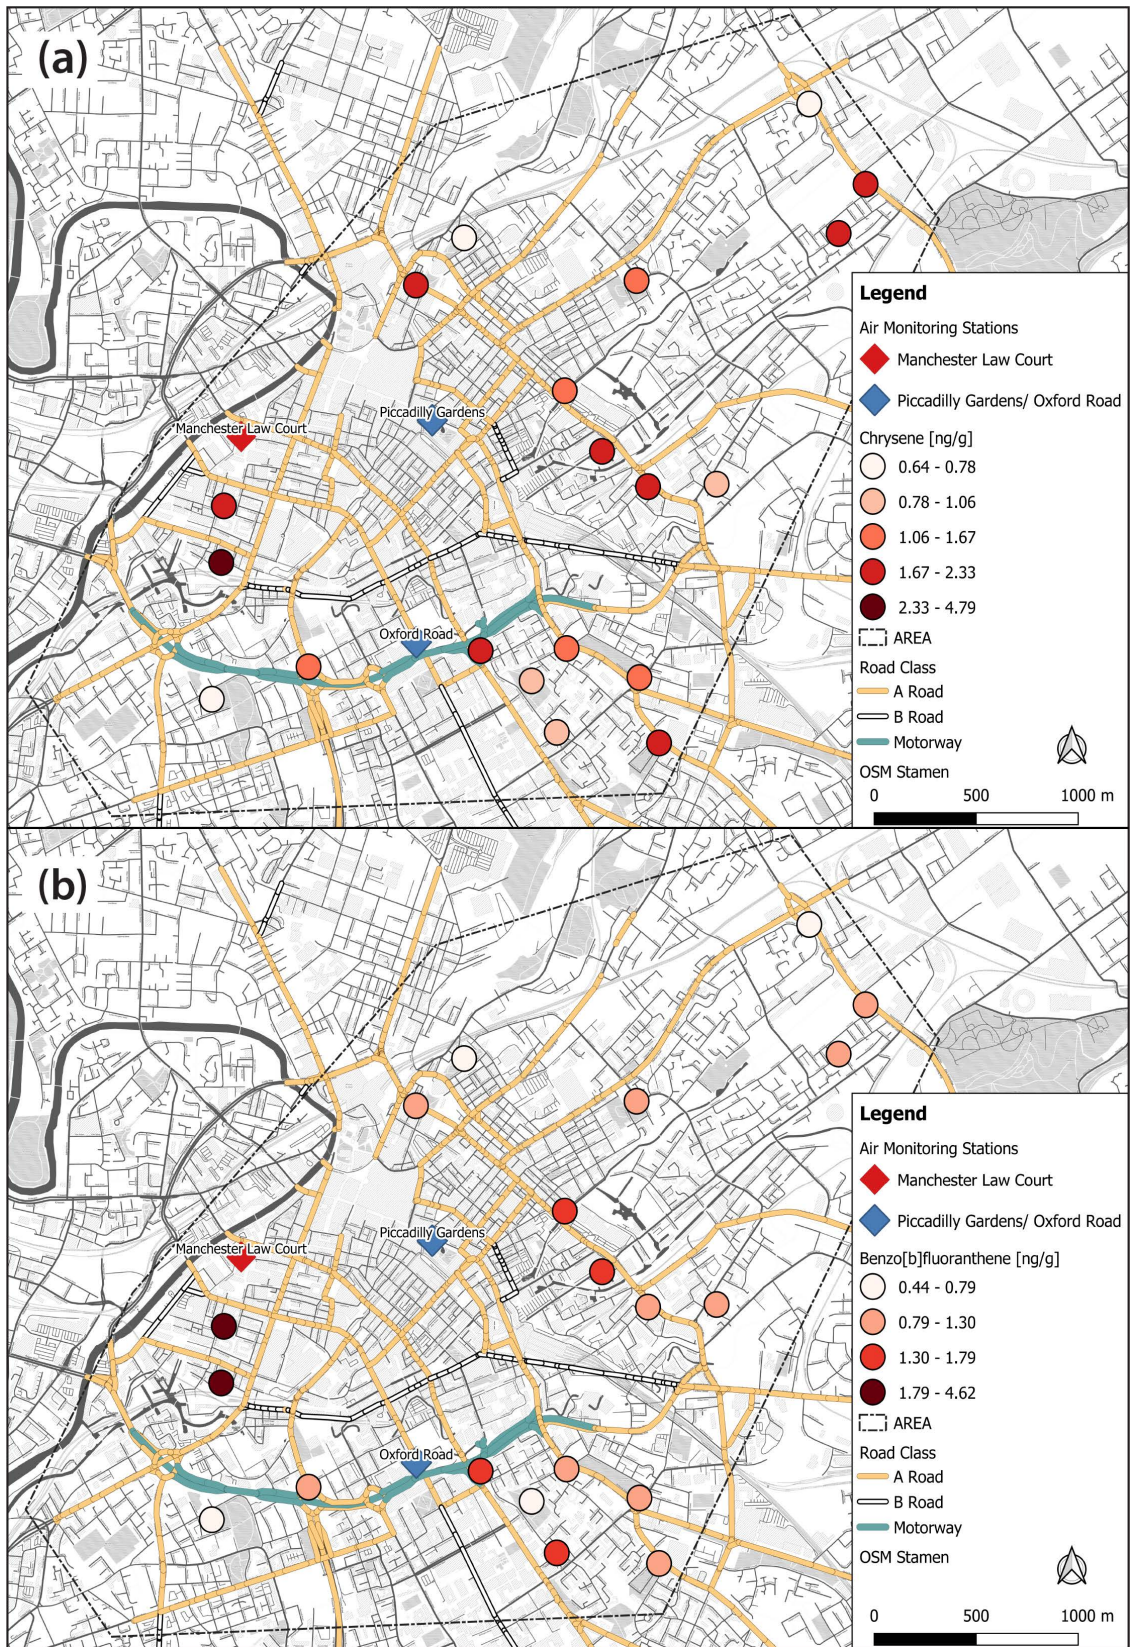 (a)
Piccadilly Gardens
Manchester Law Court
Oxford Road
Legend
Air Monitoring Stations
Manchester Law Court
Piccadilly Gardens/ Oxford Road
Chrysene [ng/g]
0.64 - 0.78
0.78 - 1.06
1.06 - 1.67
1.67 - 2.33
2.33 - 4.79
AREA
Road Class
A Road
B Road
Motorway
OSM Stamen
0 500 1000 m
(b)
Piccadilly Gardens
Manchester Law Court
Oxford Road
Legend
Air Monitoring Stations
Manchester Law Court
Piccadilly Gardens/ Oxford Road
Benzo[b]fluoranthene [ng/g]
0.44 - 0.79
0.79 - 1.30
1.30 - 1.79
1.79 - 4.62
AREA
Road Class
A Road
B Road
Motorway
OSM Stamen
0 500 1000 m